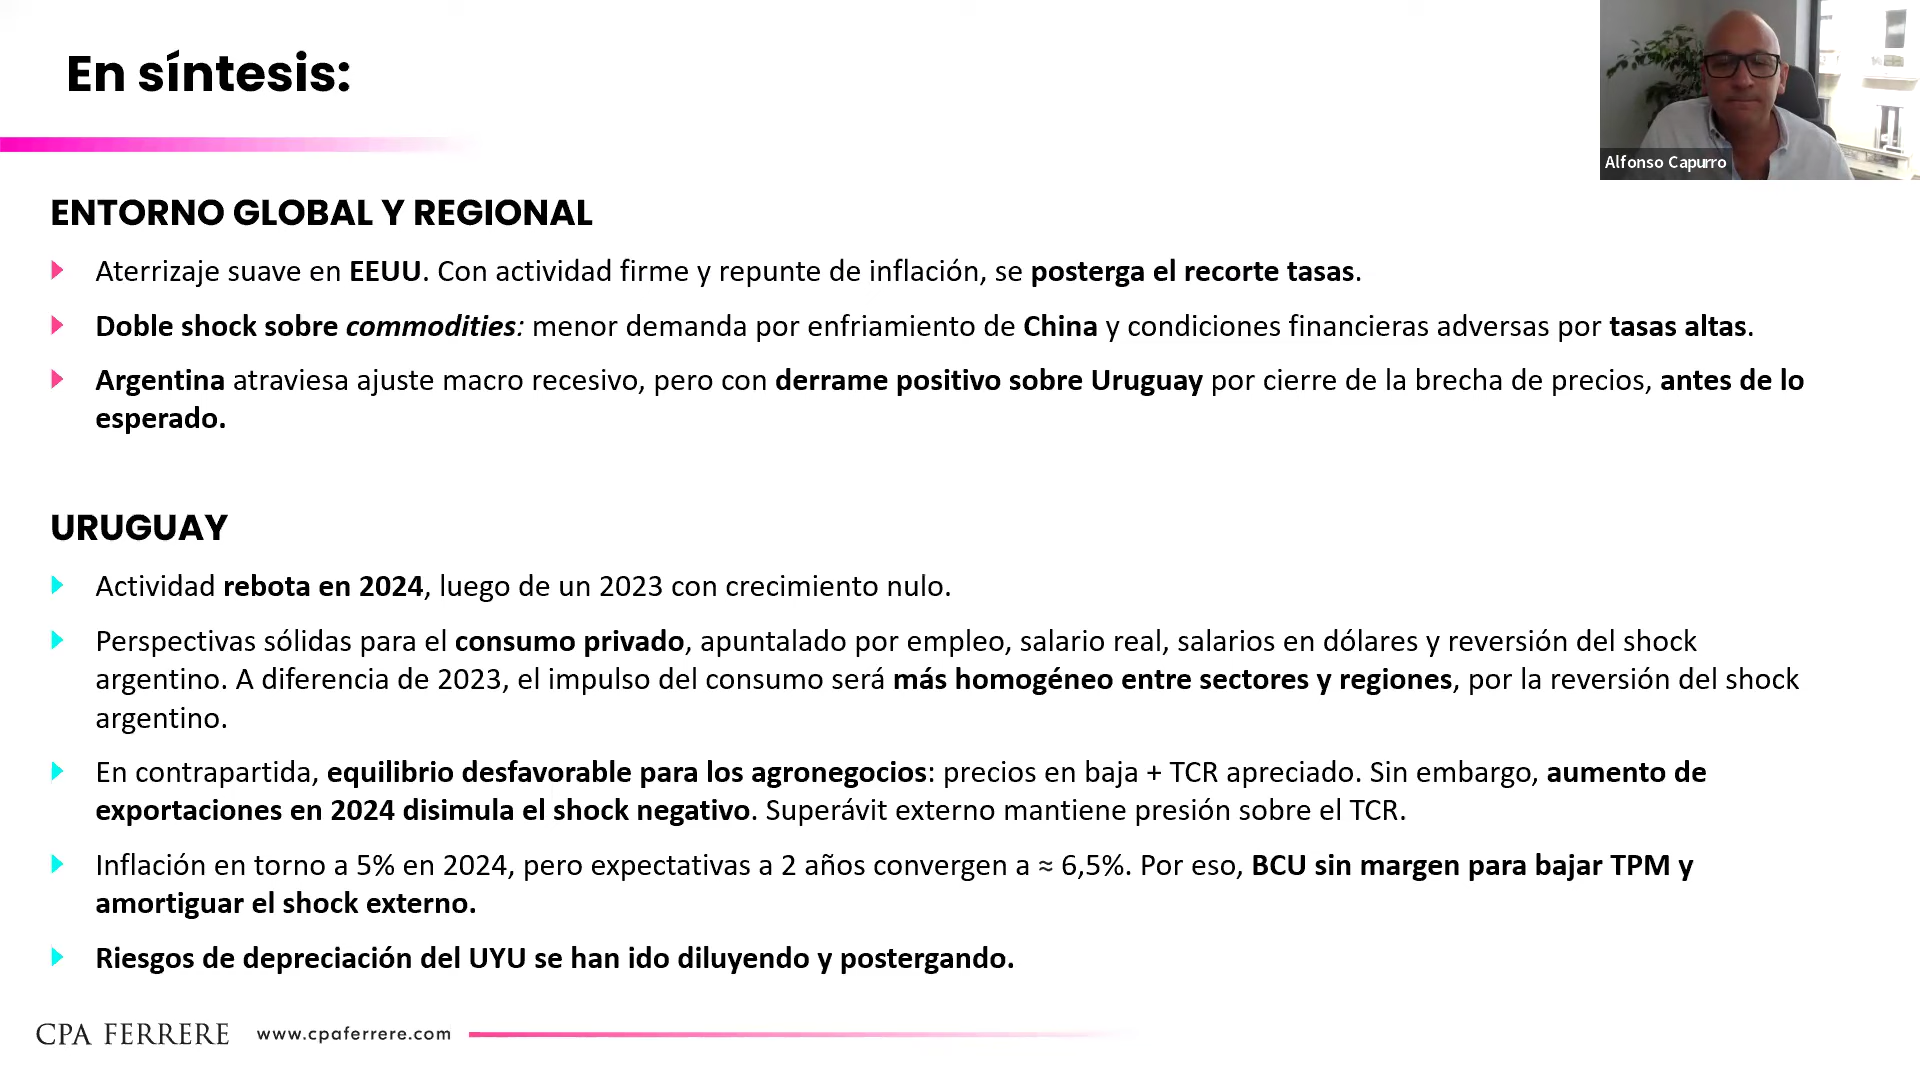 En síntesis:
Alfonso Capurro
ENTORNO GLOBAL Y REGIONAL
Aterrizaje suave en EEUU. Con actividad firme y repunte de inflación, se posterga el recorte tasas.
Doble shock sobre commodities: menor demanda por enfriamiento de China y condiciones financieras adversas por tasas altas.
Argentina atraviesa ajuste macro recesivo, pero con derrame positivo sobre Uruguay por cierre de la brecha de precios, antes de lo
esperado.
URUGUAY
Actividad rebota en 2024, luego de un 2023 con crecimiento nulo.
Perspectivas sólidas para el consumo privado, apuntalado por empleo, salario real, salarios en dólares y reversión del shock
argentino. A diferencia de 2023, el impulso del consumo será más homogéneo entre sectores y regiones, por la reversión del shock
argentino.
En contrapartida, equilibrio desfavorable para los agronegocios: precios en baja + TCR apreciado. Sin embargo, aumento de
exportaciones en 2024 disimula el shock negativo. Superávit externo mantiene presión sobre el TCR.
Inflación en torno a 5% en 2024, pero expectativas a 2 años convergen a ≈ 6,5%. Por eso, BCU sin margen para bajar TPM y
amortiguar el shock externo.
Riesgos de depreciación del UYU se han ido diluyendo y postergando.
CPA FERRERE www.cpaferrere.com